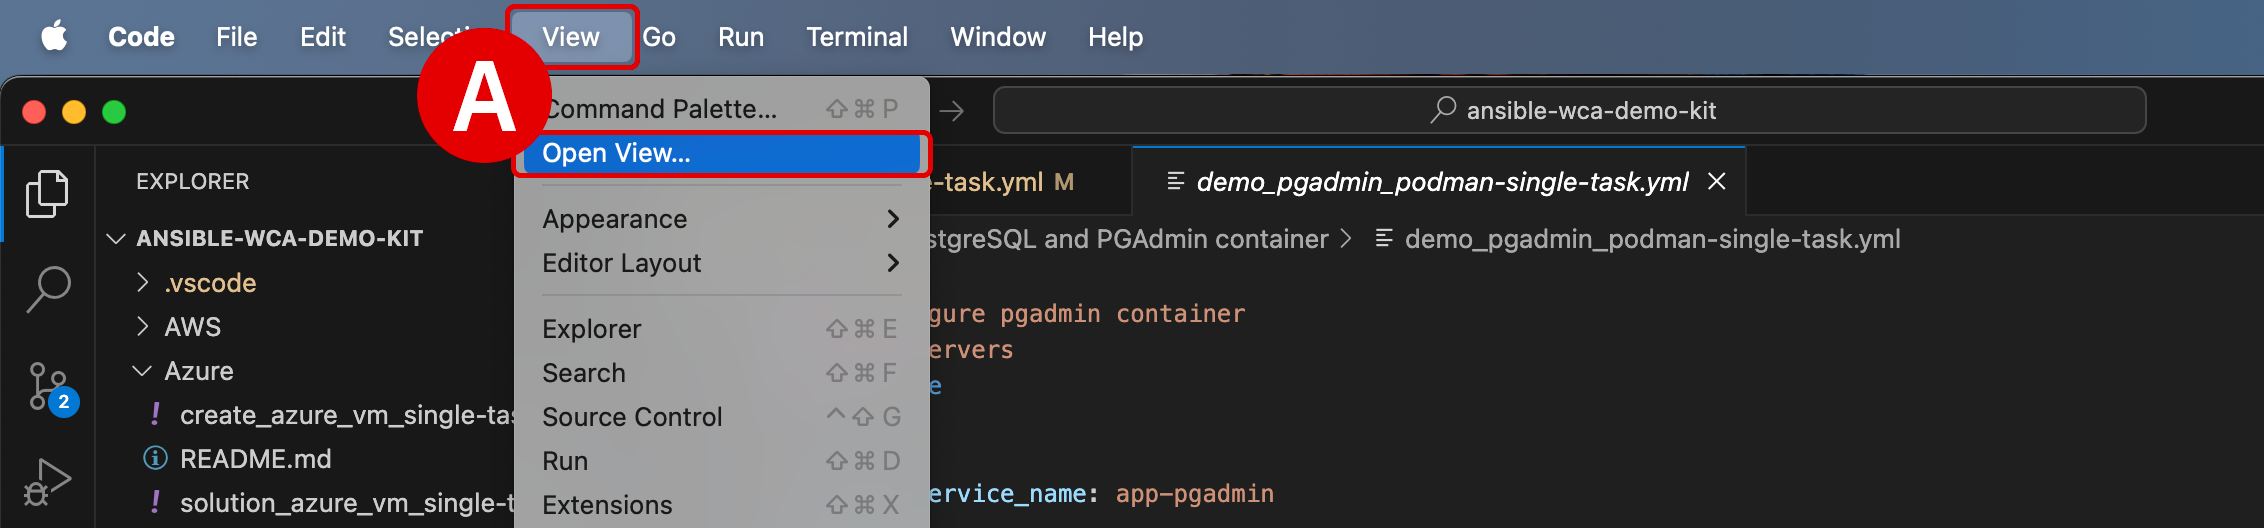 Code File Edit Selecti View Go Run Terminal Window Help
A
Command Palette... ⇧⌘P
Open View...
Appearance
Editor Layout
Explorer ⇧⌘E
Search ⇧⌘F
Source Control ^⇧G
Run ⇧⌘D
Extensions ⇧⌘X
ansible-wca-demo-kit
EXPLORER
ANSIBLE-WCA-DEMO-KIT
.vscode
AWS
Azure
! create_azure_vm_single-tas
README.md
! solution_azure_vm_single-t
2
-task.yml M
demo_pgadmin_podman-single-task.yml
stgreSQL and PGAdmin container > demo_pgadmin_podman-single-task.yml
gure pgadmin container
ervers
e
ervice_name: app-pgadmin